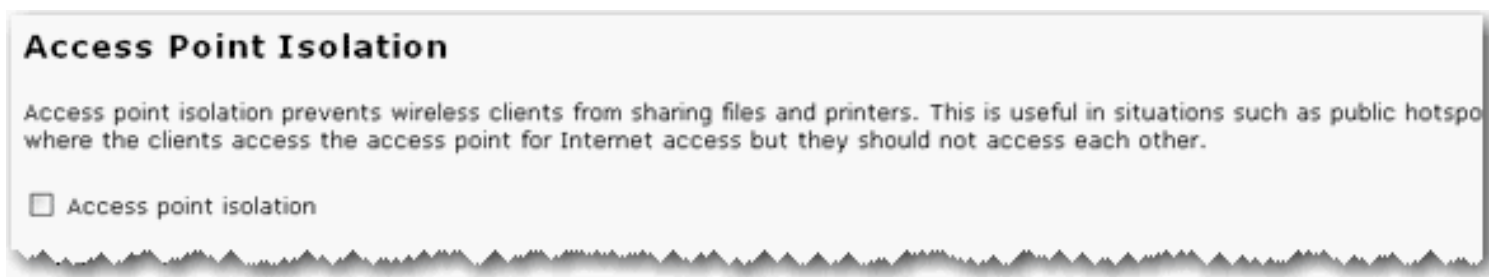 Access Point Isolation
Access point isolation prevents wireless clients from sharing files and printers. This is useful in situations such as public hotspo
where the clients access the access point for Internet access but they should not access each other.
Access point isolation